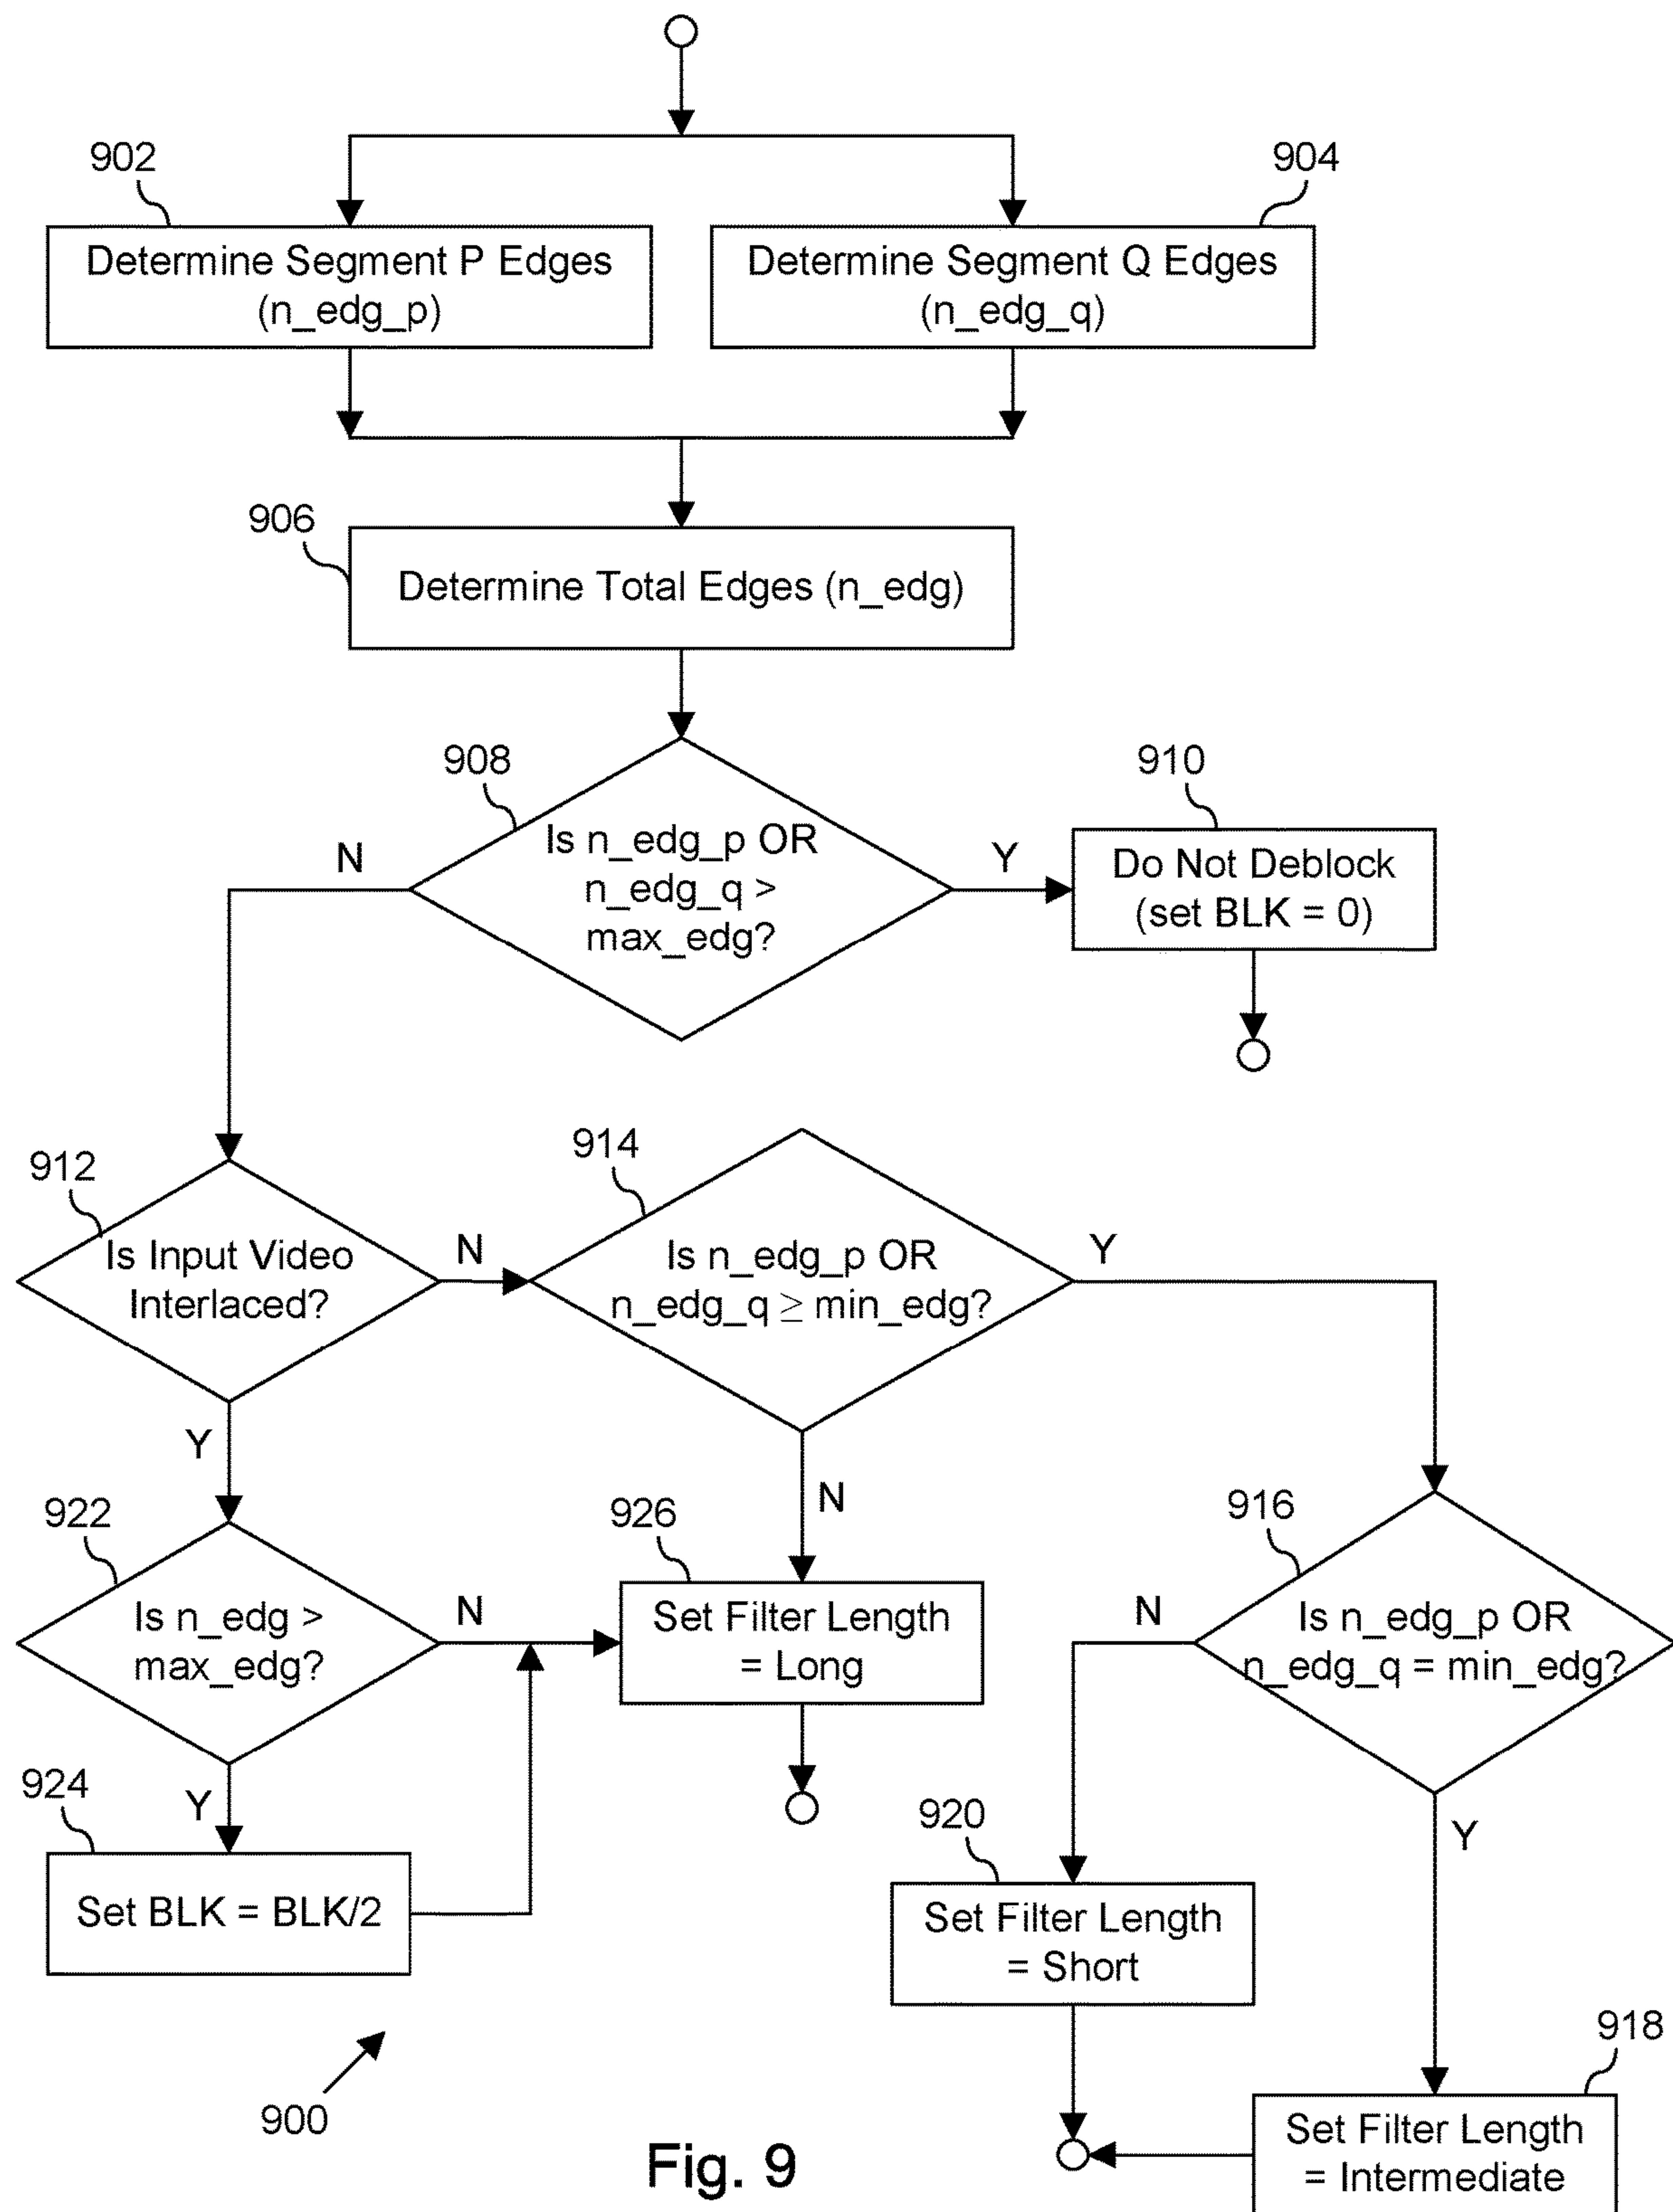 902
904
Determine Segment P Edges
(n_edg_p)
Determine Segment Q Edges
(n_edg_q)
906
Determine Total Edges (n_edg)
908
910
Is n_edg_p OR
n_edg_q >
max_edg?
N
Y
Do Not Deblock
(set BLK = 0)
912
914
Is Input Video
Interlaced?
N
Is n_edg_p OR
n_edg_q ≥ min_edg?
Y
Y
N
922
926
916
Is n_edg >
max_edg?
N
Set Filter Length
= Long
N
Is n_edg_p OR
n_edg_q = min_edg?
924
Y
920
Y
Set BLK = BLK/2
Set Filter Length
= Short
918
900
Set Filter Length
= Intermediate
Fig. 9